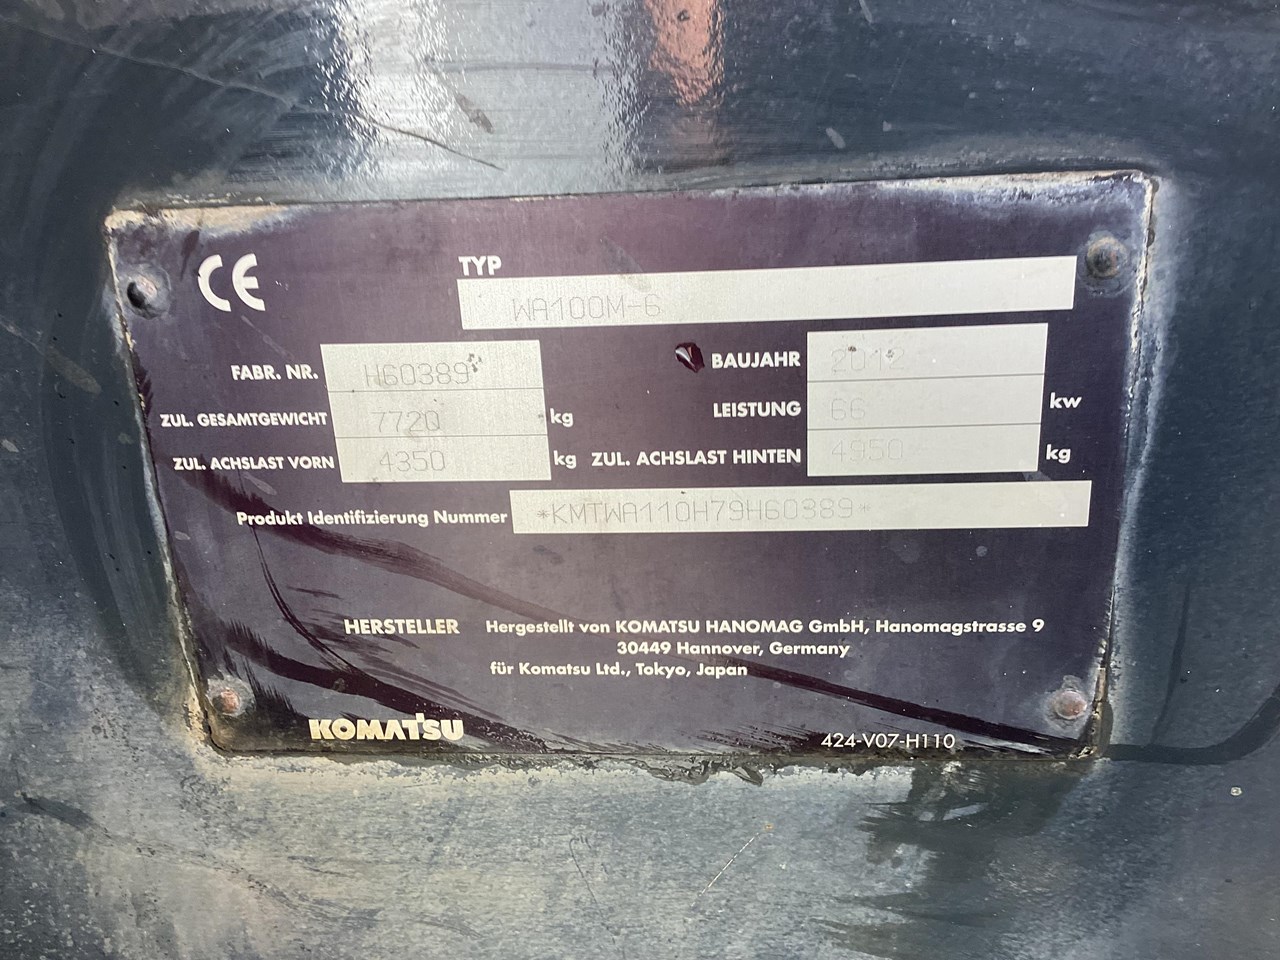 CE
TYP WA100M-6
FABR. NR. H60389 BAUJAHR 2012
ZUL. GESAMTGEWICHT 7720 kg LEISTUNG 66 kw
ZUL. ACHSLAST VORN 4350 kg ZUL. ACHSLAST HINTEN 4950 kg
Produkt Identifizierung Nummer *KMTWA110H79H60389*
HERSTELLER Hergestellt von KOMATSU HANOMAG GmbH, Hanomagstrasse 9
30449 Hannover, Germany
für Komatsu Ltd., Tokyo, Japan
KOMATSU 424-V07-H110